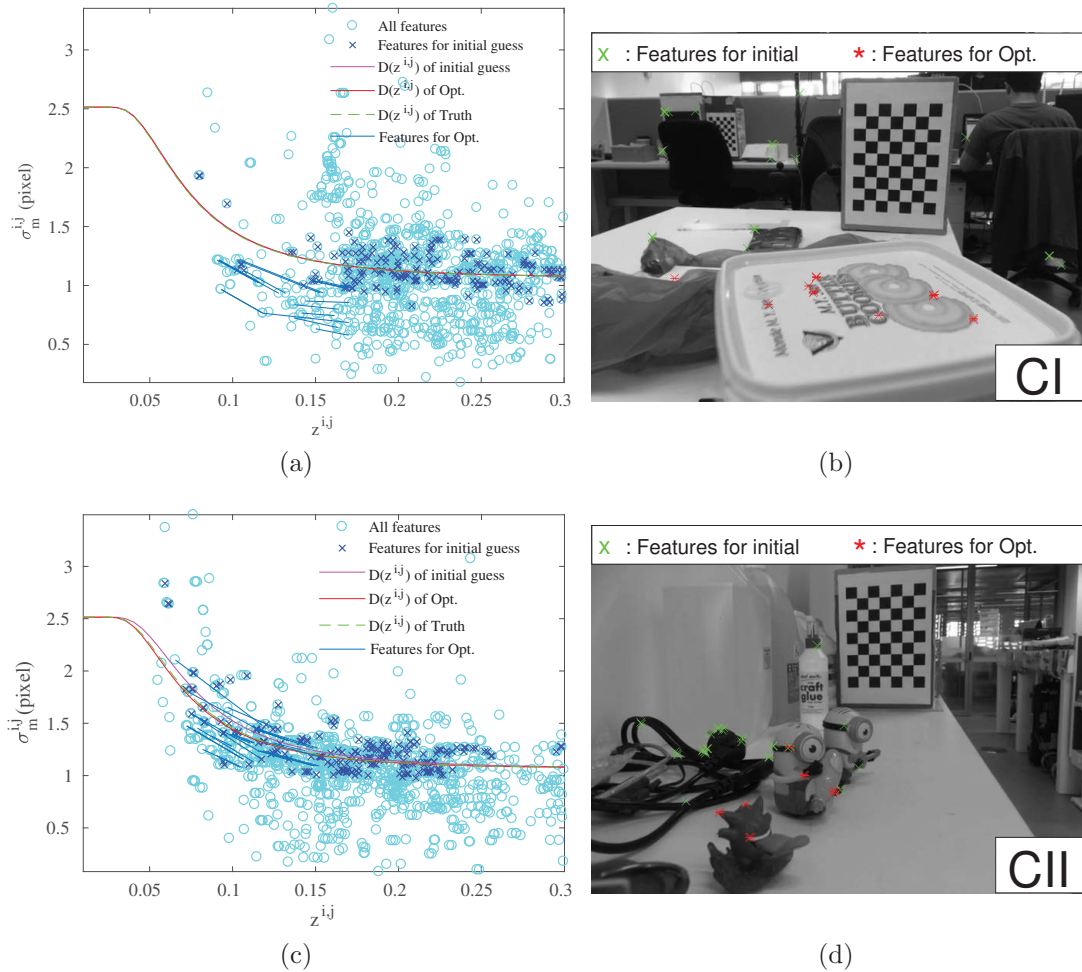 All features
Features for initial guess
D(z^{i,j}) of initial guess
D(z^{i,j}) of Opt.
D(z^{i,j}) of Truth
Features for Opt.
3
2.5
2
1.5
1
0.5
σ_m^{i,j} (pixel)
0.05 0.1 0.15 0.2 0.25 0.3
z^{i,j}
(a)
x : Features for initial * : Features for Opt.
CI
(b)
All features
Features for initial guess
D(z^{i,j}) of initial guess
D(z^{i,j}) of Opt.
D(z^{i,j}) of Truth
Features for Opt.
3
2.5
2
1.5
1
0.5
σ_m^{i,j} (pixel)
0.05 0.1 0.15 0.2 0.25 0.3
z^{i,j}
(c)
x : Features for initial * : Features for Opt.
craft
glue
CII
(d)